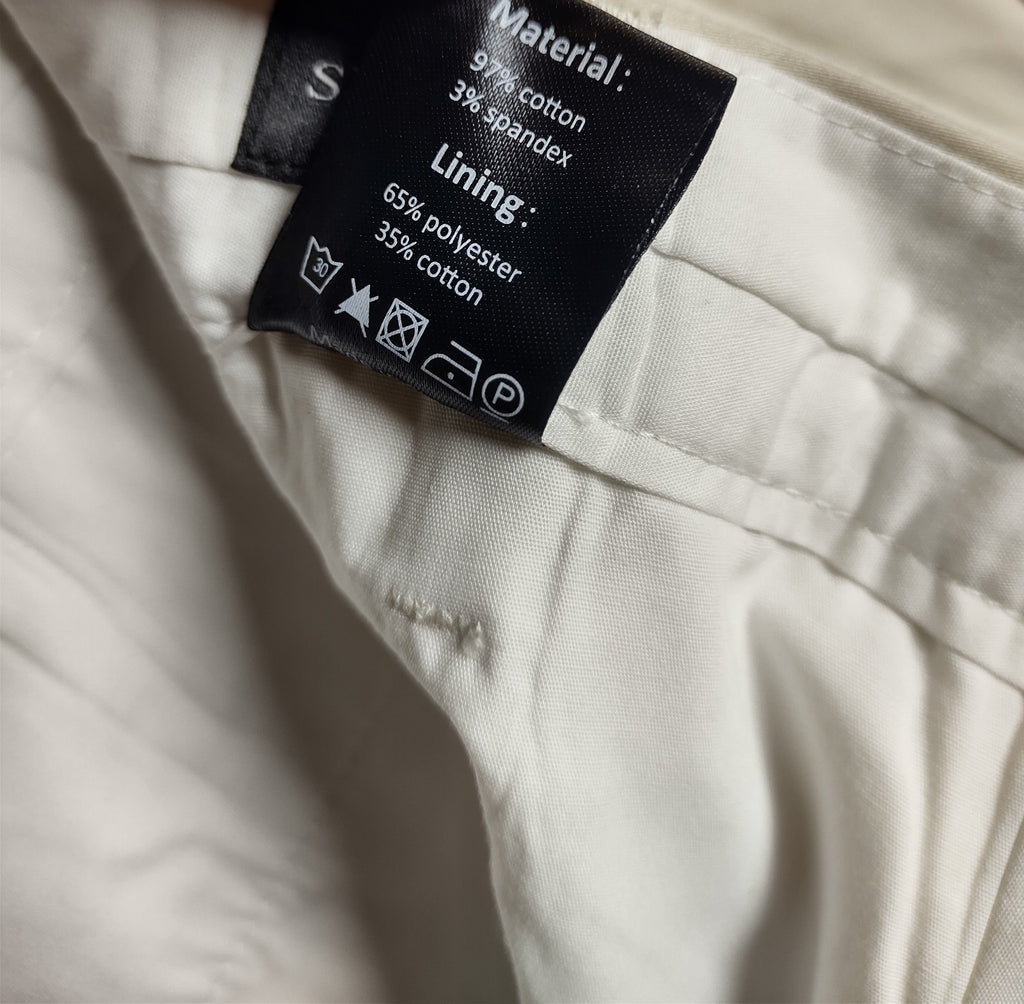 S
Material :
97% cotton
3% spandex
Lining :
65% polyester
35% cotton
30
P